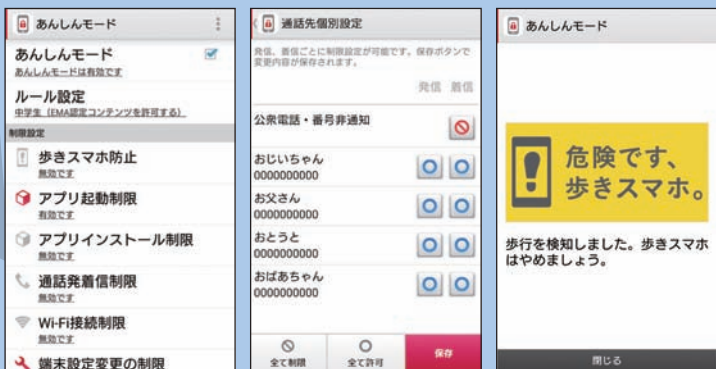 あんしんモード
あんしんモード
あんしんモードは有効です
ルール設定
中学生（EMA認定コンテンツを許可する）
制限設定
歩きスマホ防止
無効です
アプリ起動制限
有効です
アプリインストール制限
無効です
通話発着信制限
無効です
Wi-Fi接続制限
無効です
端末設定変更の制限
通話先個別設定
発信、着信ごとに制限設定が可能です。保存ボタンで
変更内容が保存されます。
発信 着信
公衆電話・番号非通知
おじいちゃん
0000000000
お父さん
0000000000
おとうと
0000000000
おばあちゃん
0000000000
全て制限
全て許可
保存
あんしんモード
危険です、
歩きスマホ。
歩行を検知しました。歩きスマホ
はやめましょう。
閉じる